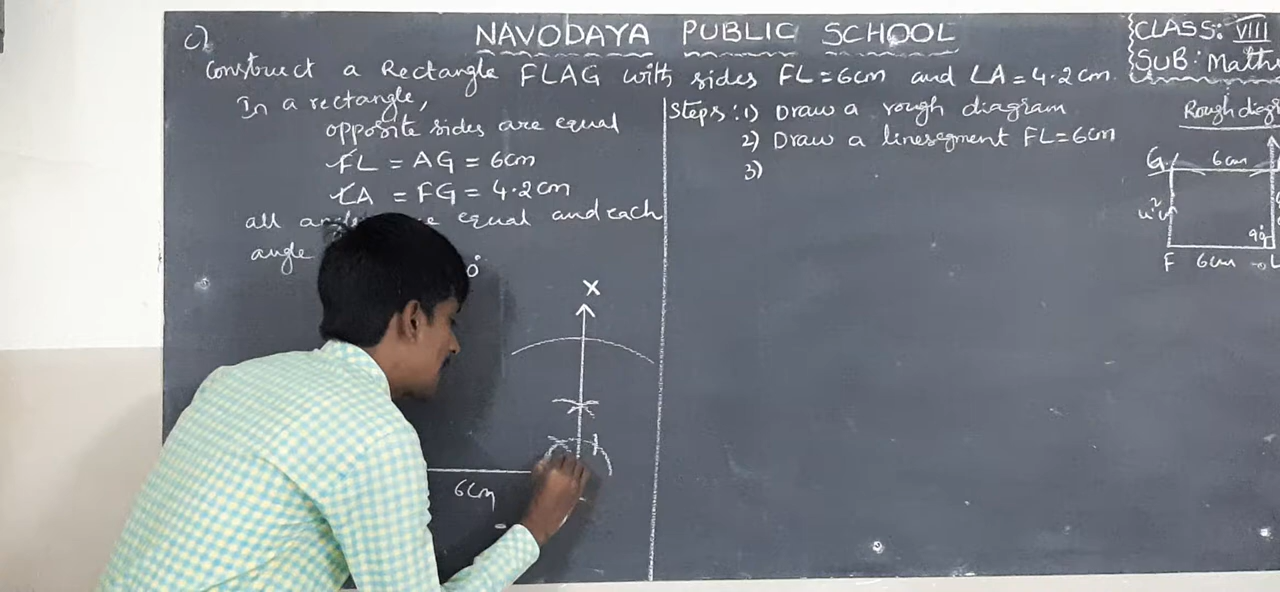 NAVODAYA PUBLIC SCHOOL
CLASS: VIII
SUB: Maths
c)
Construct a Rectangle FLAG with sides FL=6cm and LA=4.2cm.
In a rectangle,
opposite sides are equal
FL = AG = 6cm
LA = FG = 4.2cm
all are equal and each
angle 0°
X
6cm
Steps: 1) Draw a rough diagram
2) Draw a linesegment FL=6cm
3)
Rough
G 6cm
90°
F 6cm L